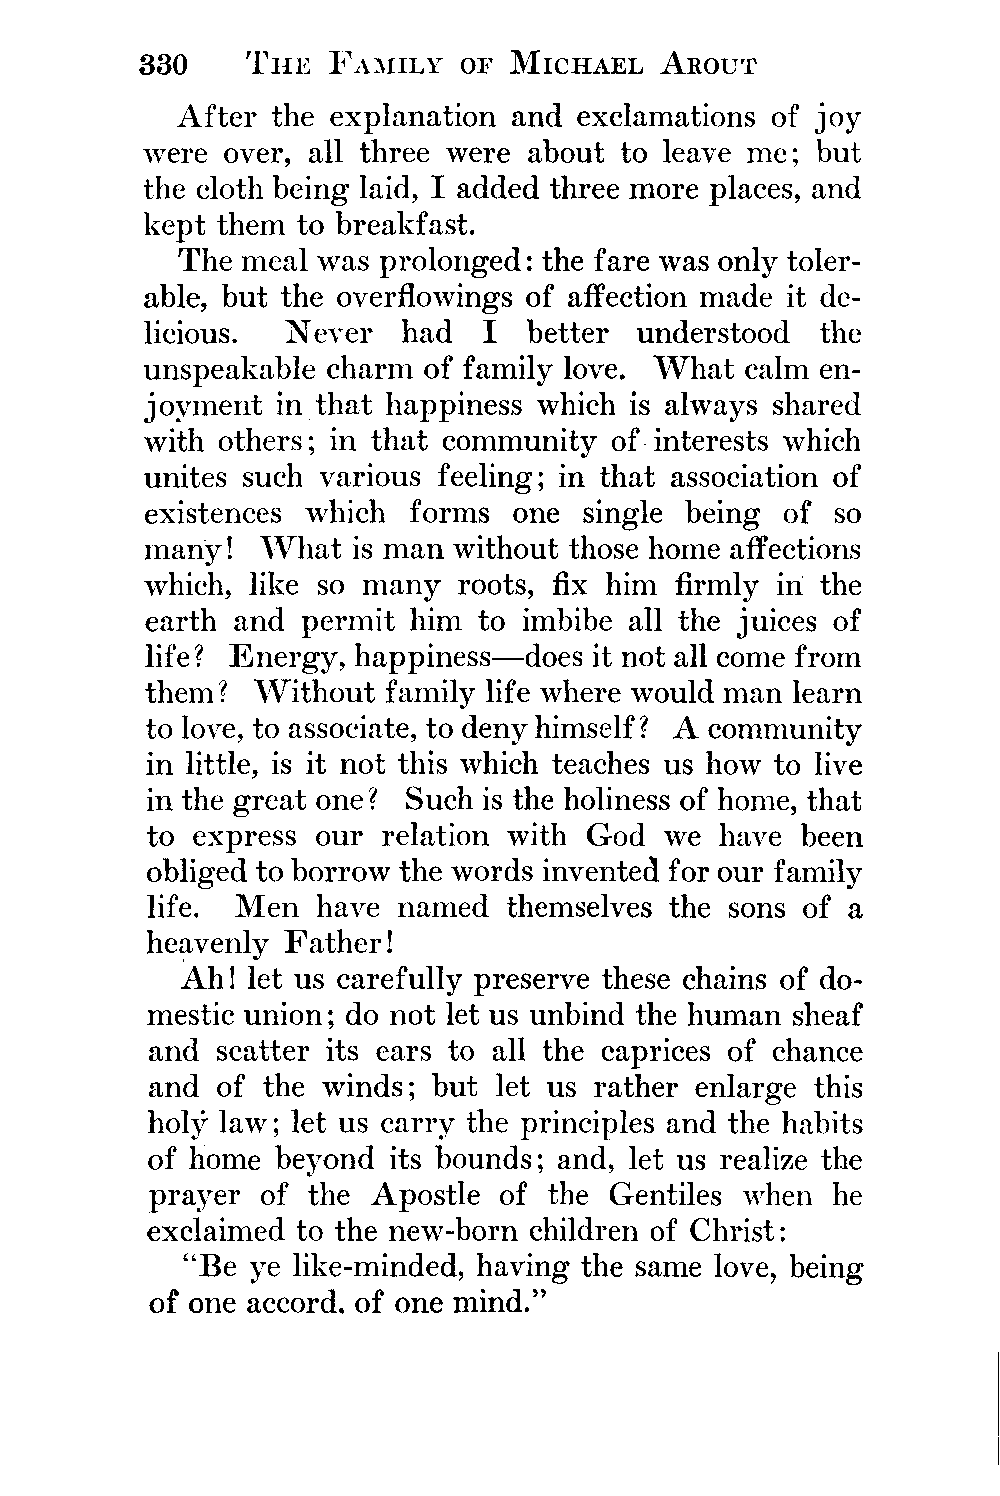 330 The Family of Michael Arout
After the explanation and exclamations of joy
were over, all three were about to leave me; but
the cloth being laid, I added three more places, and
kept them to breakfast.
The meal was prolonged: the fare was only toler-
able, but the overflowings of affection made it de-
licious. Never had I better understood the
unspeakable charm of family love. What calm en-
joyment in that happiness which is always shared
with others; in that community of interests which
unites such various feeling; in that association of
existences which forms one single being of so
many! What is man without those home affections
which, like so many roots, fix him firmly in the
earth and permit him to imbibe all the juices of
life? Energy, happiness—does it not all come from
them? Without family life where would man learn
to love, to associate, to deny himself? A community
in little, is it not this which teaches us how to live
in the great one? Such is the holiness of home, that
to express our relation with God we have been
obliged to borrow the words invented for our family
life. Men have named themselves the sons of a
heavenly Father!
Ah! let us carefully preserve these chains of do-
mestic union; do not let us unbind the human sheaf
and scatter its ears to all the caprices of chance
and of the winds; but let us rather enlarge this
holy law; let us carry the principles and the habits
of home beyond its bounds; and, let us realize the
prayer of the Apostle of the Gentiles when he
exclaimed to the new-born children of Christ:
“Be ye like-minded, having the same love, being
of one accord, of one mind.”